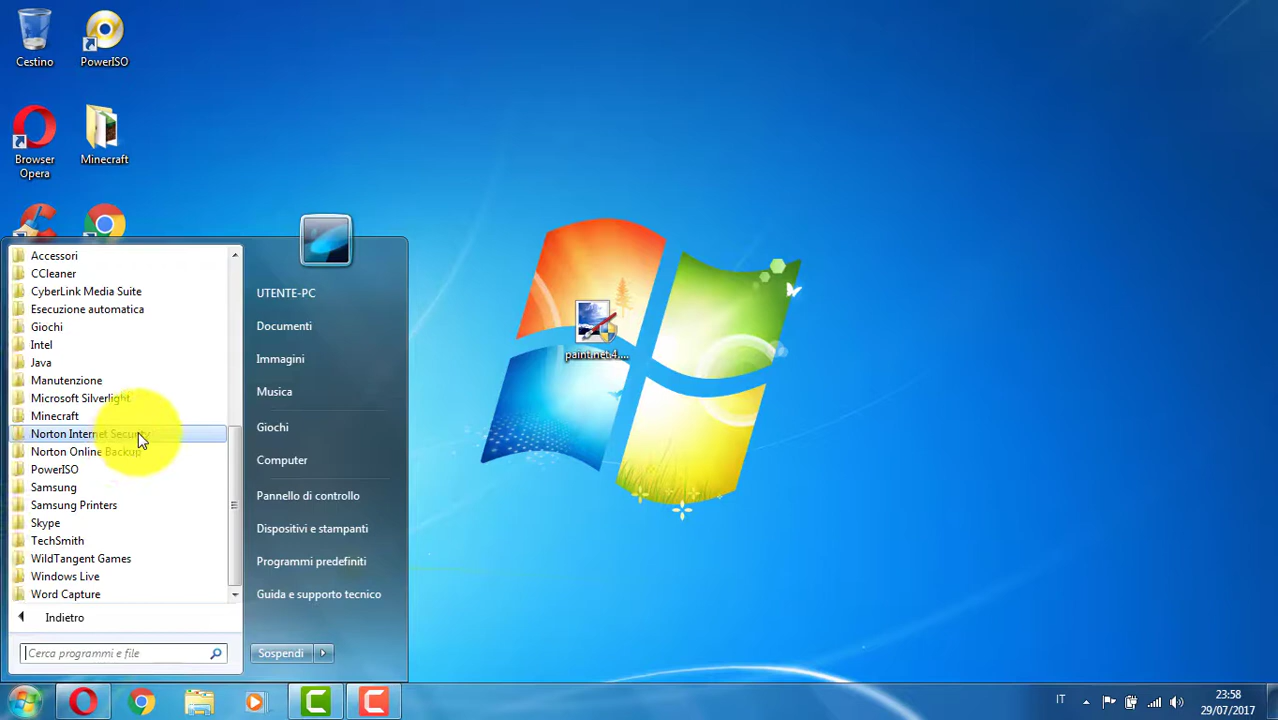 Cestino
PowerISO
Browser
Opera
Minecraft
Accessori
CCleaner
CyberLink Media Suite
Esecuzione automatica
Giochi
Intel
Java
Manutenzione
Microsoft Silverlight
Minecraft
Norton Internet Security
Norton Online Backup
PowerISO
Samsung
Samsung Printers
Skype
TechSmith
WildTangent Games
Windows Live
Word Capture
Indietro
Cerca programmi e file
UTENTE-PC
Documenti
Immagini
Musica
Giochi
Computer
Pannello di controllo
Dispositivi e stampanti
Programmi predefiniti
Guida e supporto tecnico
Sospendi
paint.net.4....
IT
23:58
29/07/2017